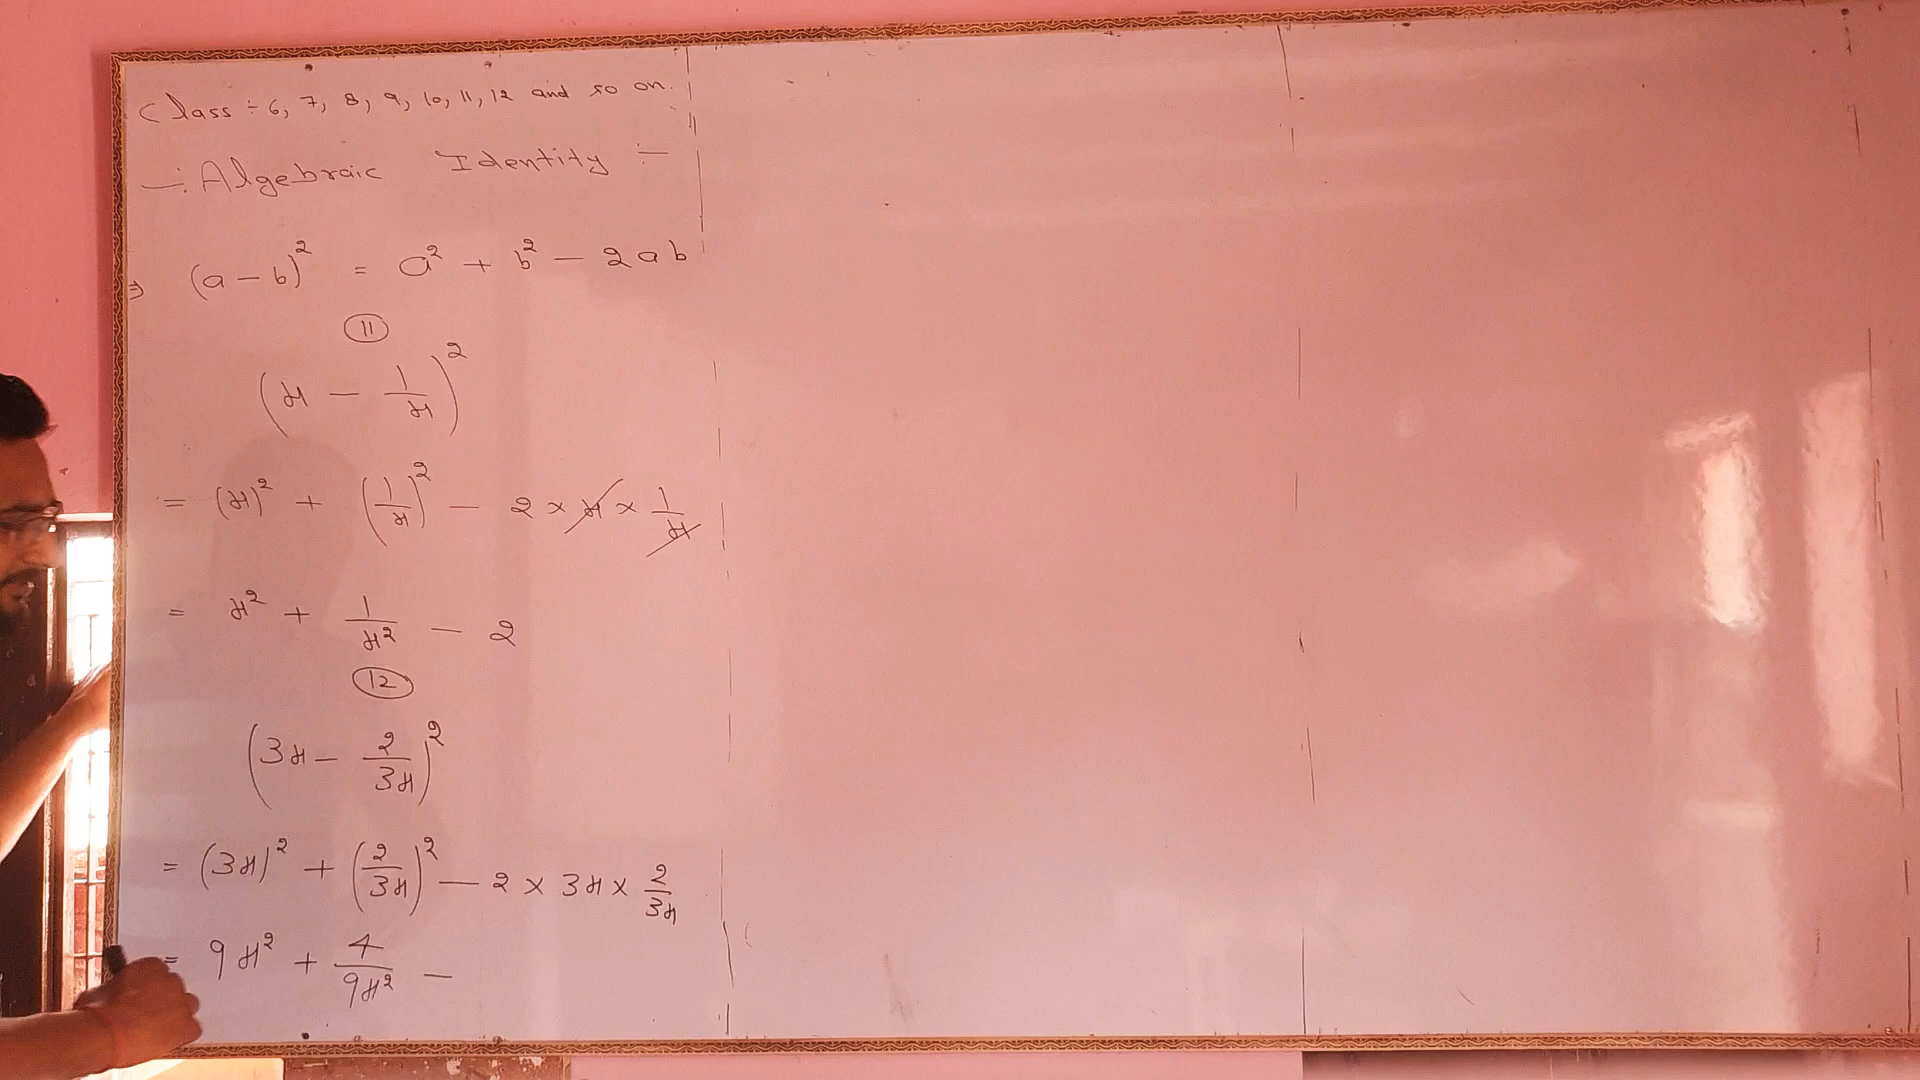 Class :- 6, 7, 8, 9, 10, 11, 12 and so on.
—: Algebraic Identity :—
⇒ (a - b)² = a² + b² - 2ab
11
(x - 1/x)²
= (x)² + (1/x)² - 2 × x × 1/x
= x² + 1/x² - 2
12
(3x - 2/3x)²
= (3x)² + (2/3x)² - 2 × 3x × 2/3x
= 9x² + 4/9x² -